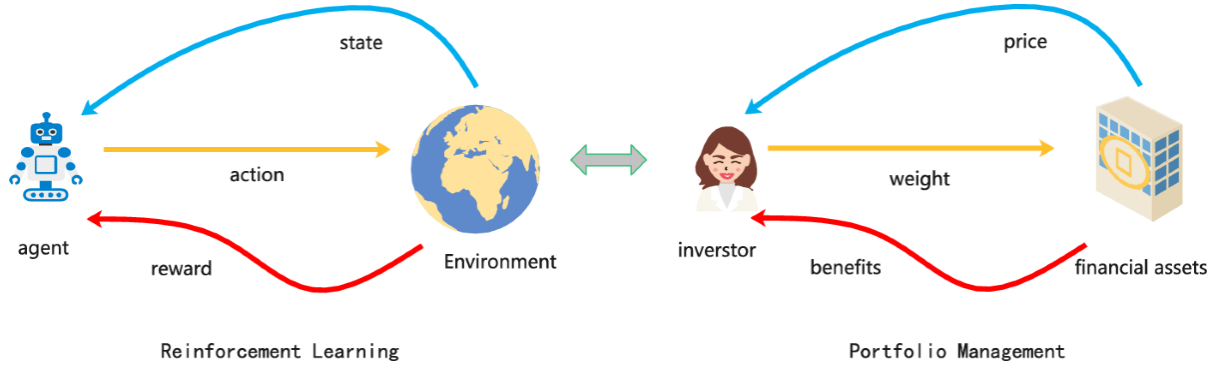 state
price
action
weight
agent
reward
Environment
inverstor
benefits
financial assets
Reinforcement Learning
Portfolio Management